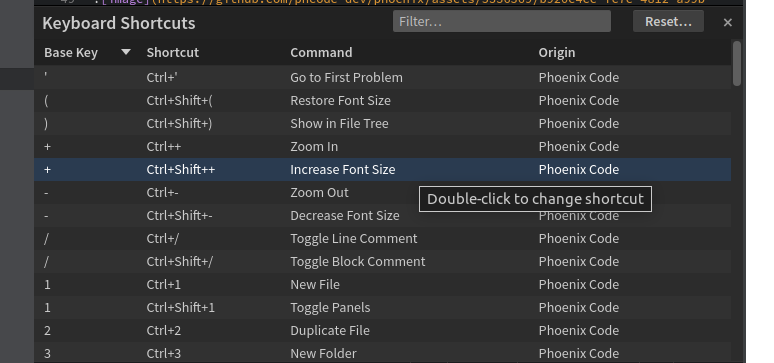 Keyboard Shortcuts Filter... Reset... ×
Base Key Shortcut Command Origin
' Ctrl+' Go to First Problem Phoenix Code
( Ctrl+Shift+( Restore Font Size Phoenix Code
) Ctrl+Shift+) Show in File Tree Phoenix Code
+ Ctrl++ Zoom In Phoenix Code
+ Ctrl+Shift++ Increase Font Size Phoenix Code
- Ctrl+- Zoom Out
Double-click to change shortcut
- Ctrl+Shift+- Decrease Font Size Phoenix Code
/ Ctrl+/ Toggle Line Comment Phoenix Code
/ Ctrl+Shift+/ Toggle Block Comment Phoenix Code
1 Ctrl+1 New File Phoenix Code
1 Ctrl+Shift+1 Toggle Panels Phoenix Code
2 Ctrl+2 Duplicate File Phoenix Code
3 Ctrl+3 New Folder Phoenix Code